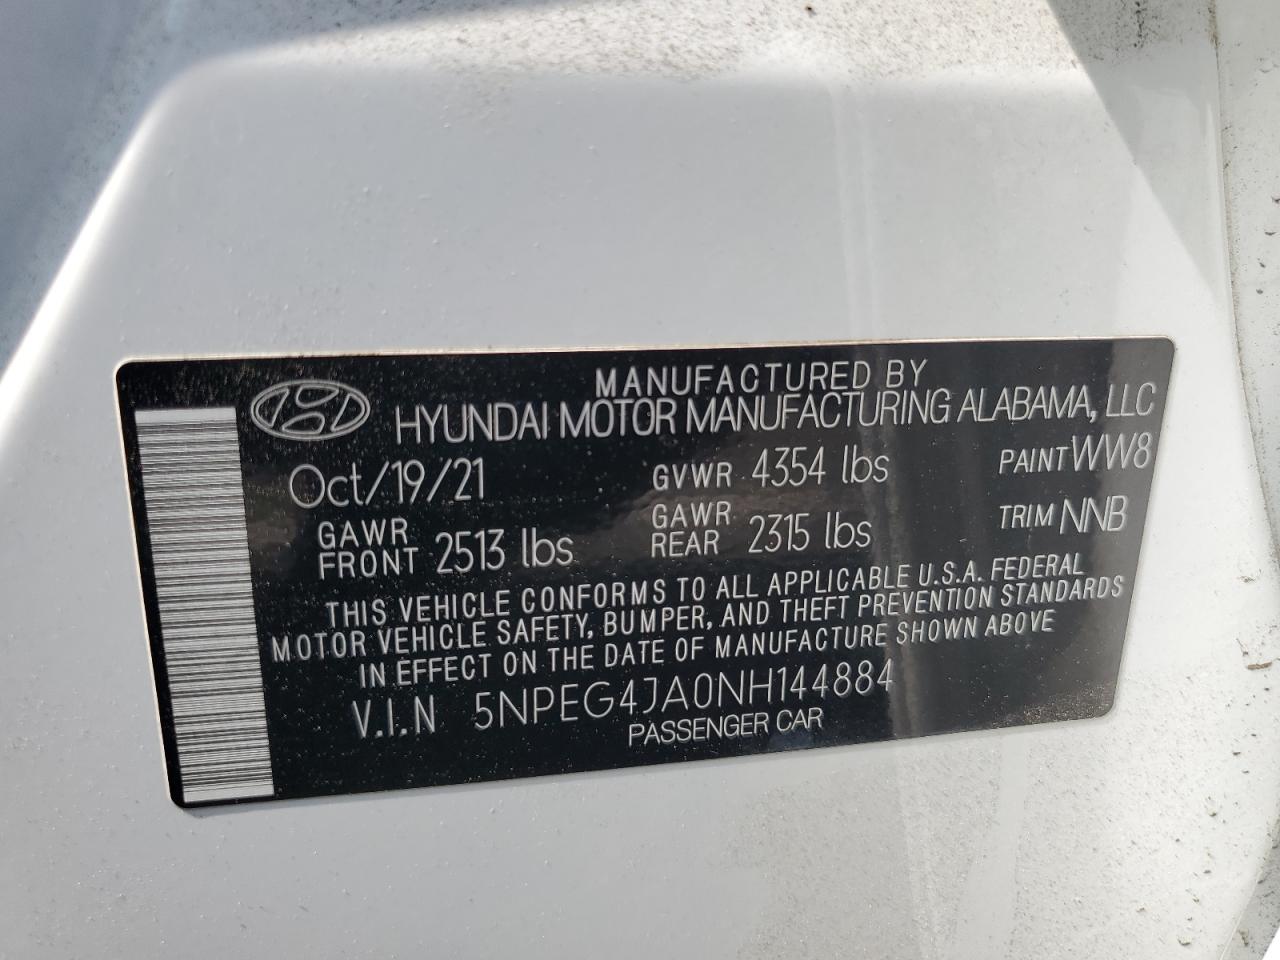 MANUFACTURED BY
HYUNDAI MOTOR MANUFACTURING ALABAMA, LLC
Oct/19/21 GVWR 4354 lbs PAINT WW8
GAWR FRONT 2513 lbs GAWR REAR 2315 lbs TRIM NNB
THIS VEHICLE CONFORMS TO ALL APPLICABLE U.S.A. FEDERAL
MOTOR VEHICLE SAFETY, BUMPER, AND THEFT PREVENTION STANDARDS
IN EFFECT ON THE DATE OF MANUFACTURE SHOWN ABOVE
V.I.N 5NPEG4JA0NH144884
PASSENGER CAR